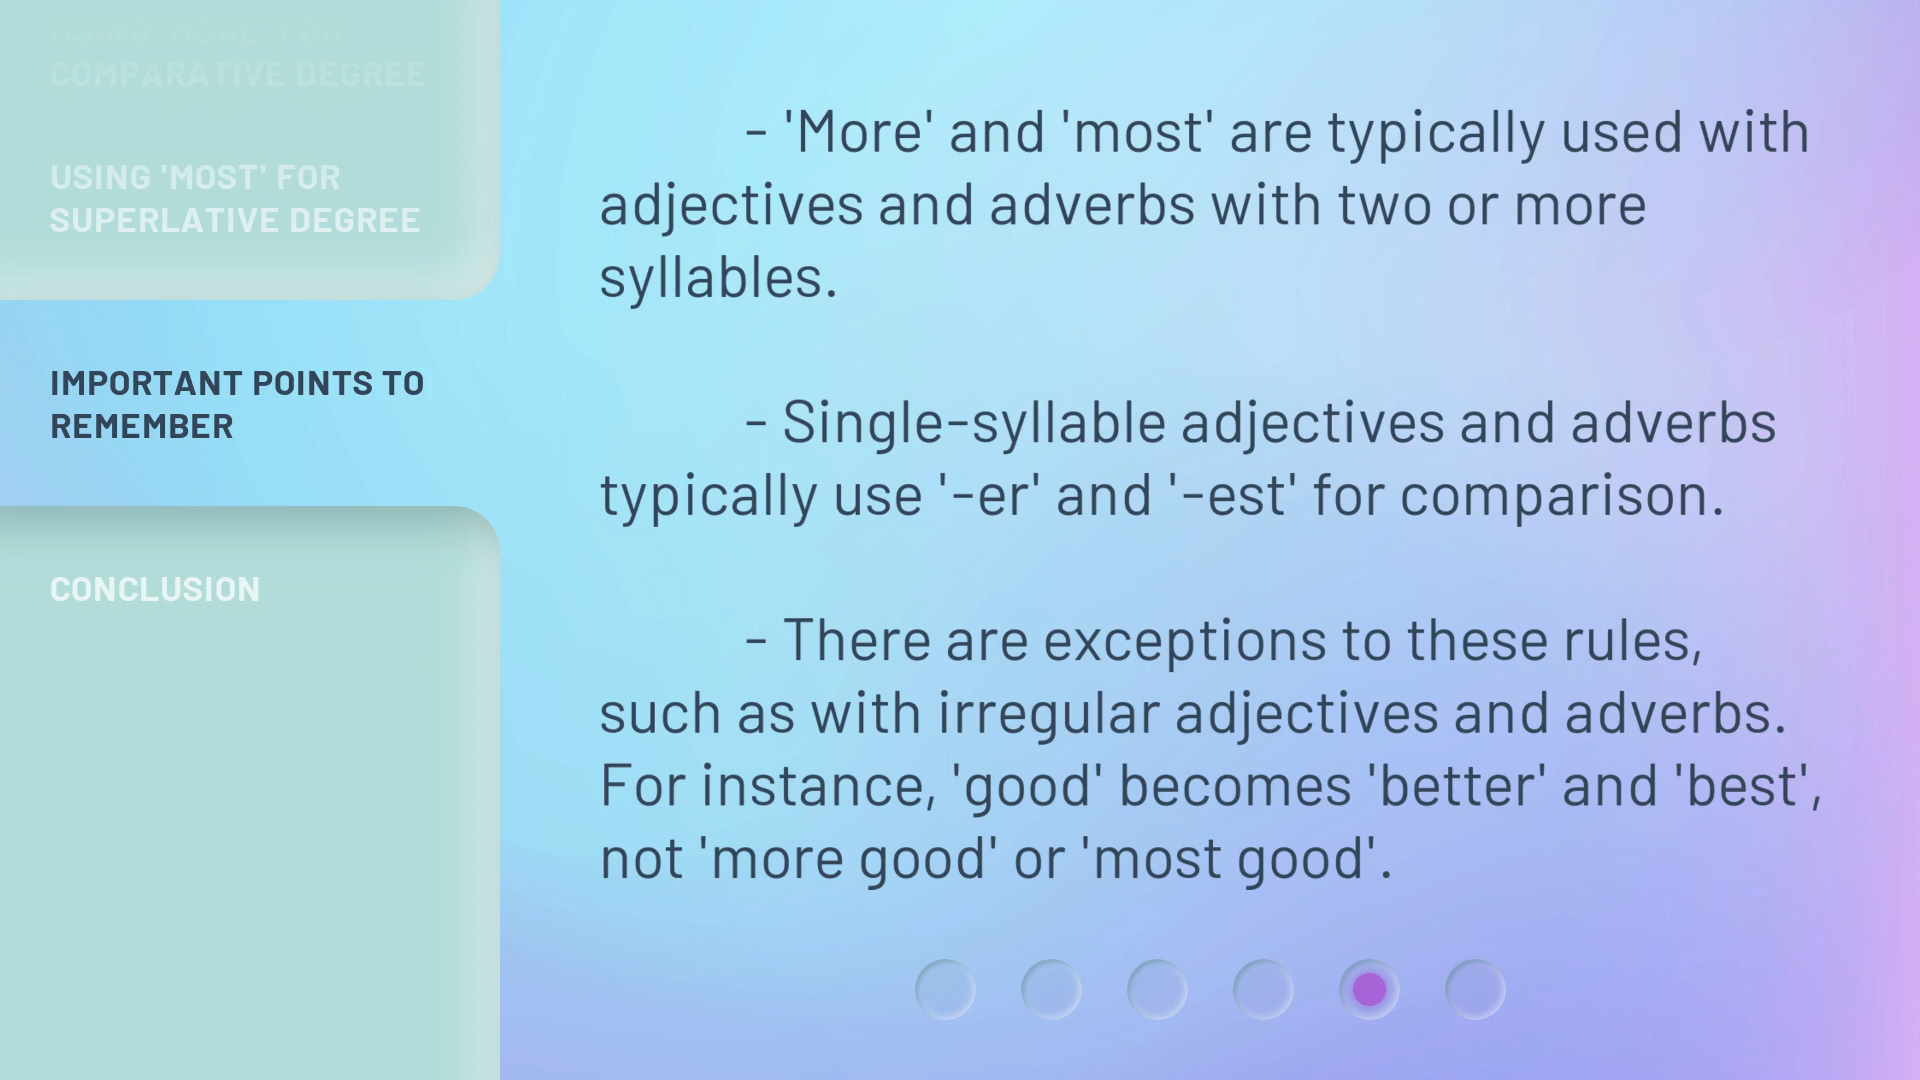 USING 'MORE' FOR
COMPARATIVE DEGREE
USING 'MOST' FOR
SUPERLATIVE DEGREE
IMPORTANT POINTS TO
REMEMBER
CONCLUSION
- 'More' and 'most' are typically used with
adjectives and adverbs with two or more
syllables.
- Single-syllable adjectives and adverbs
typically use '-er' and '-est' for comparison.
- There are exceptions to these rules,
such as with irregular adjectives and adverbs.
For instance, 'good' becomes 'better' and 'best',
not 'more good' or 'most good'.